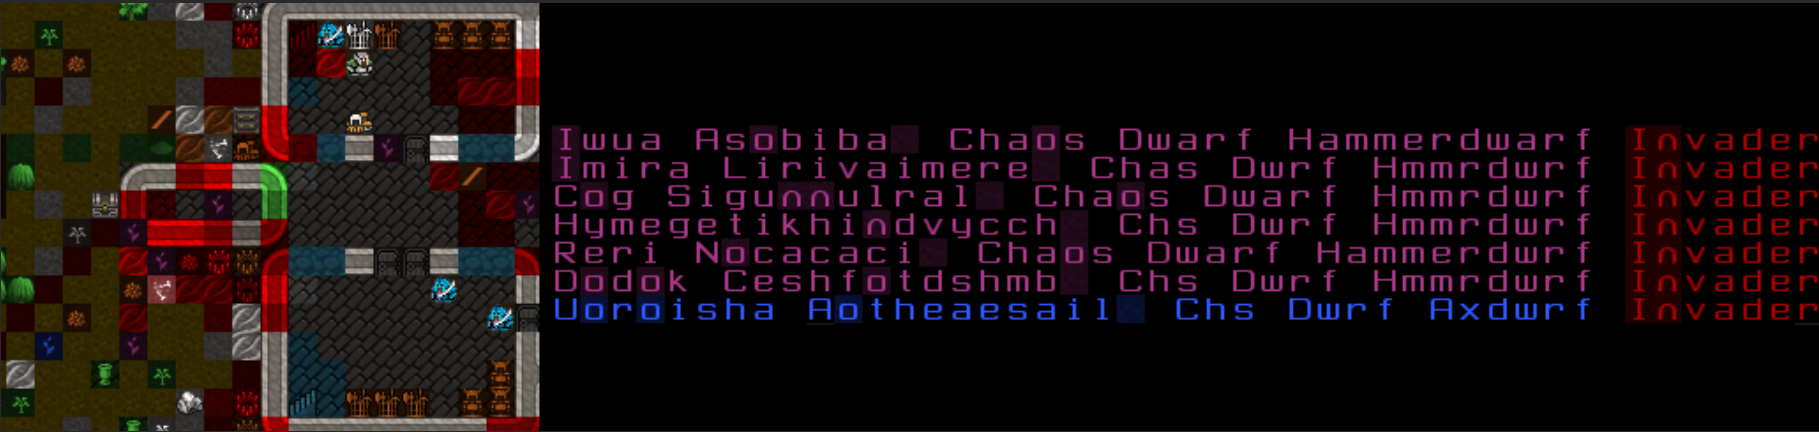 Iwua Asobiba Chaos Dwarf Hammerdwarf Invader
Imira Lirivaimere Chas Dwrf Hmmrdwrf Invader
Cog Sigunnulral Chaos Dwarf Hmmrdwrf Invader
Hymegetikhindvycch Chs Dwrf Hmmrdwrf Invader
Reri Nocacaci Chaos Dwarf Hammerdwarf Invader
Dodok Ceshfotdshmb Chs Dwrf Hmmrdwrf Invader
Uoroisha Aotheaesail Chs Dwrf Axdwrf Invader